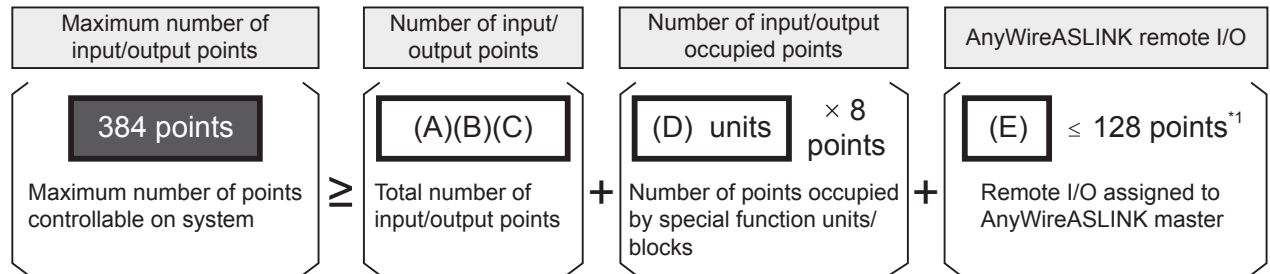 Maximum number of
input/output points
Number of input/
output points
Number of input/output
occupied points
AnyWireASLINK remote I/O
384 points
Maximum number of points
controllable on system
≥
(A)(B)(C)
Total number of
input/output points
+
(D) units
× 8
points
Number of points occupied
by special function units/
blocks
+
(E) ≤ 128 points*1
Remote I/O assigned to
AnyWireASLINK master